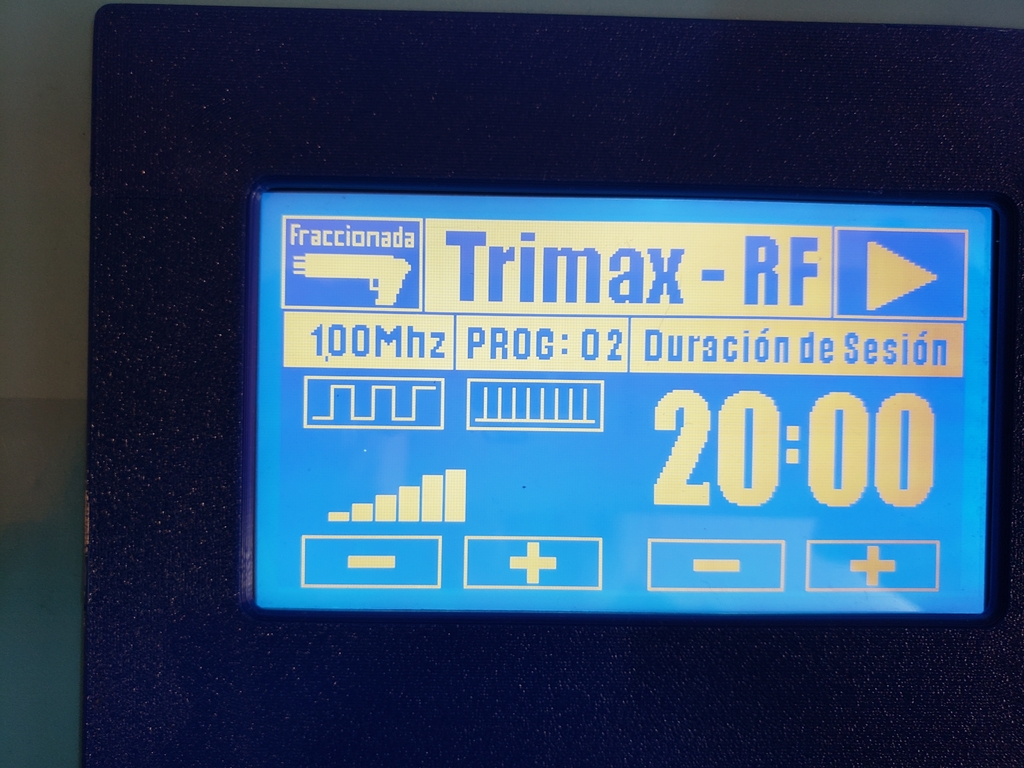 Fraccionada
Trimax - RF
1,00Mhz
PROG: 02
Duración de Sesión
20:00
- +
- +